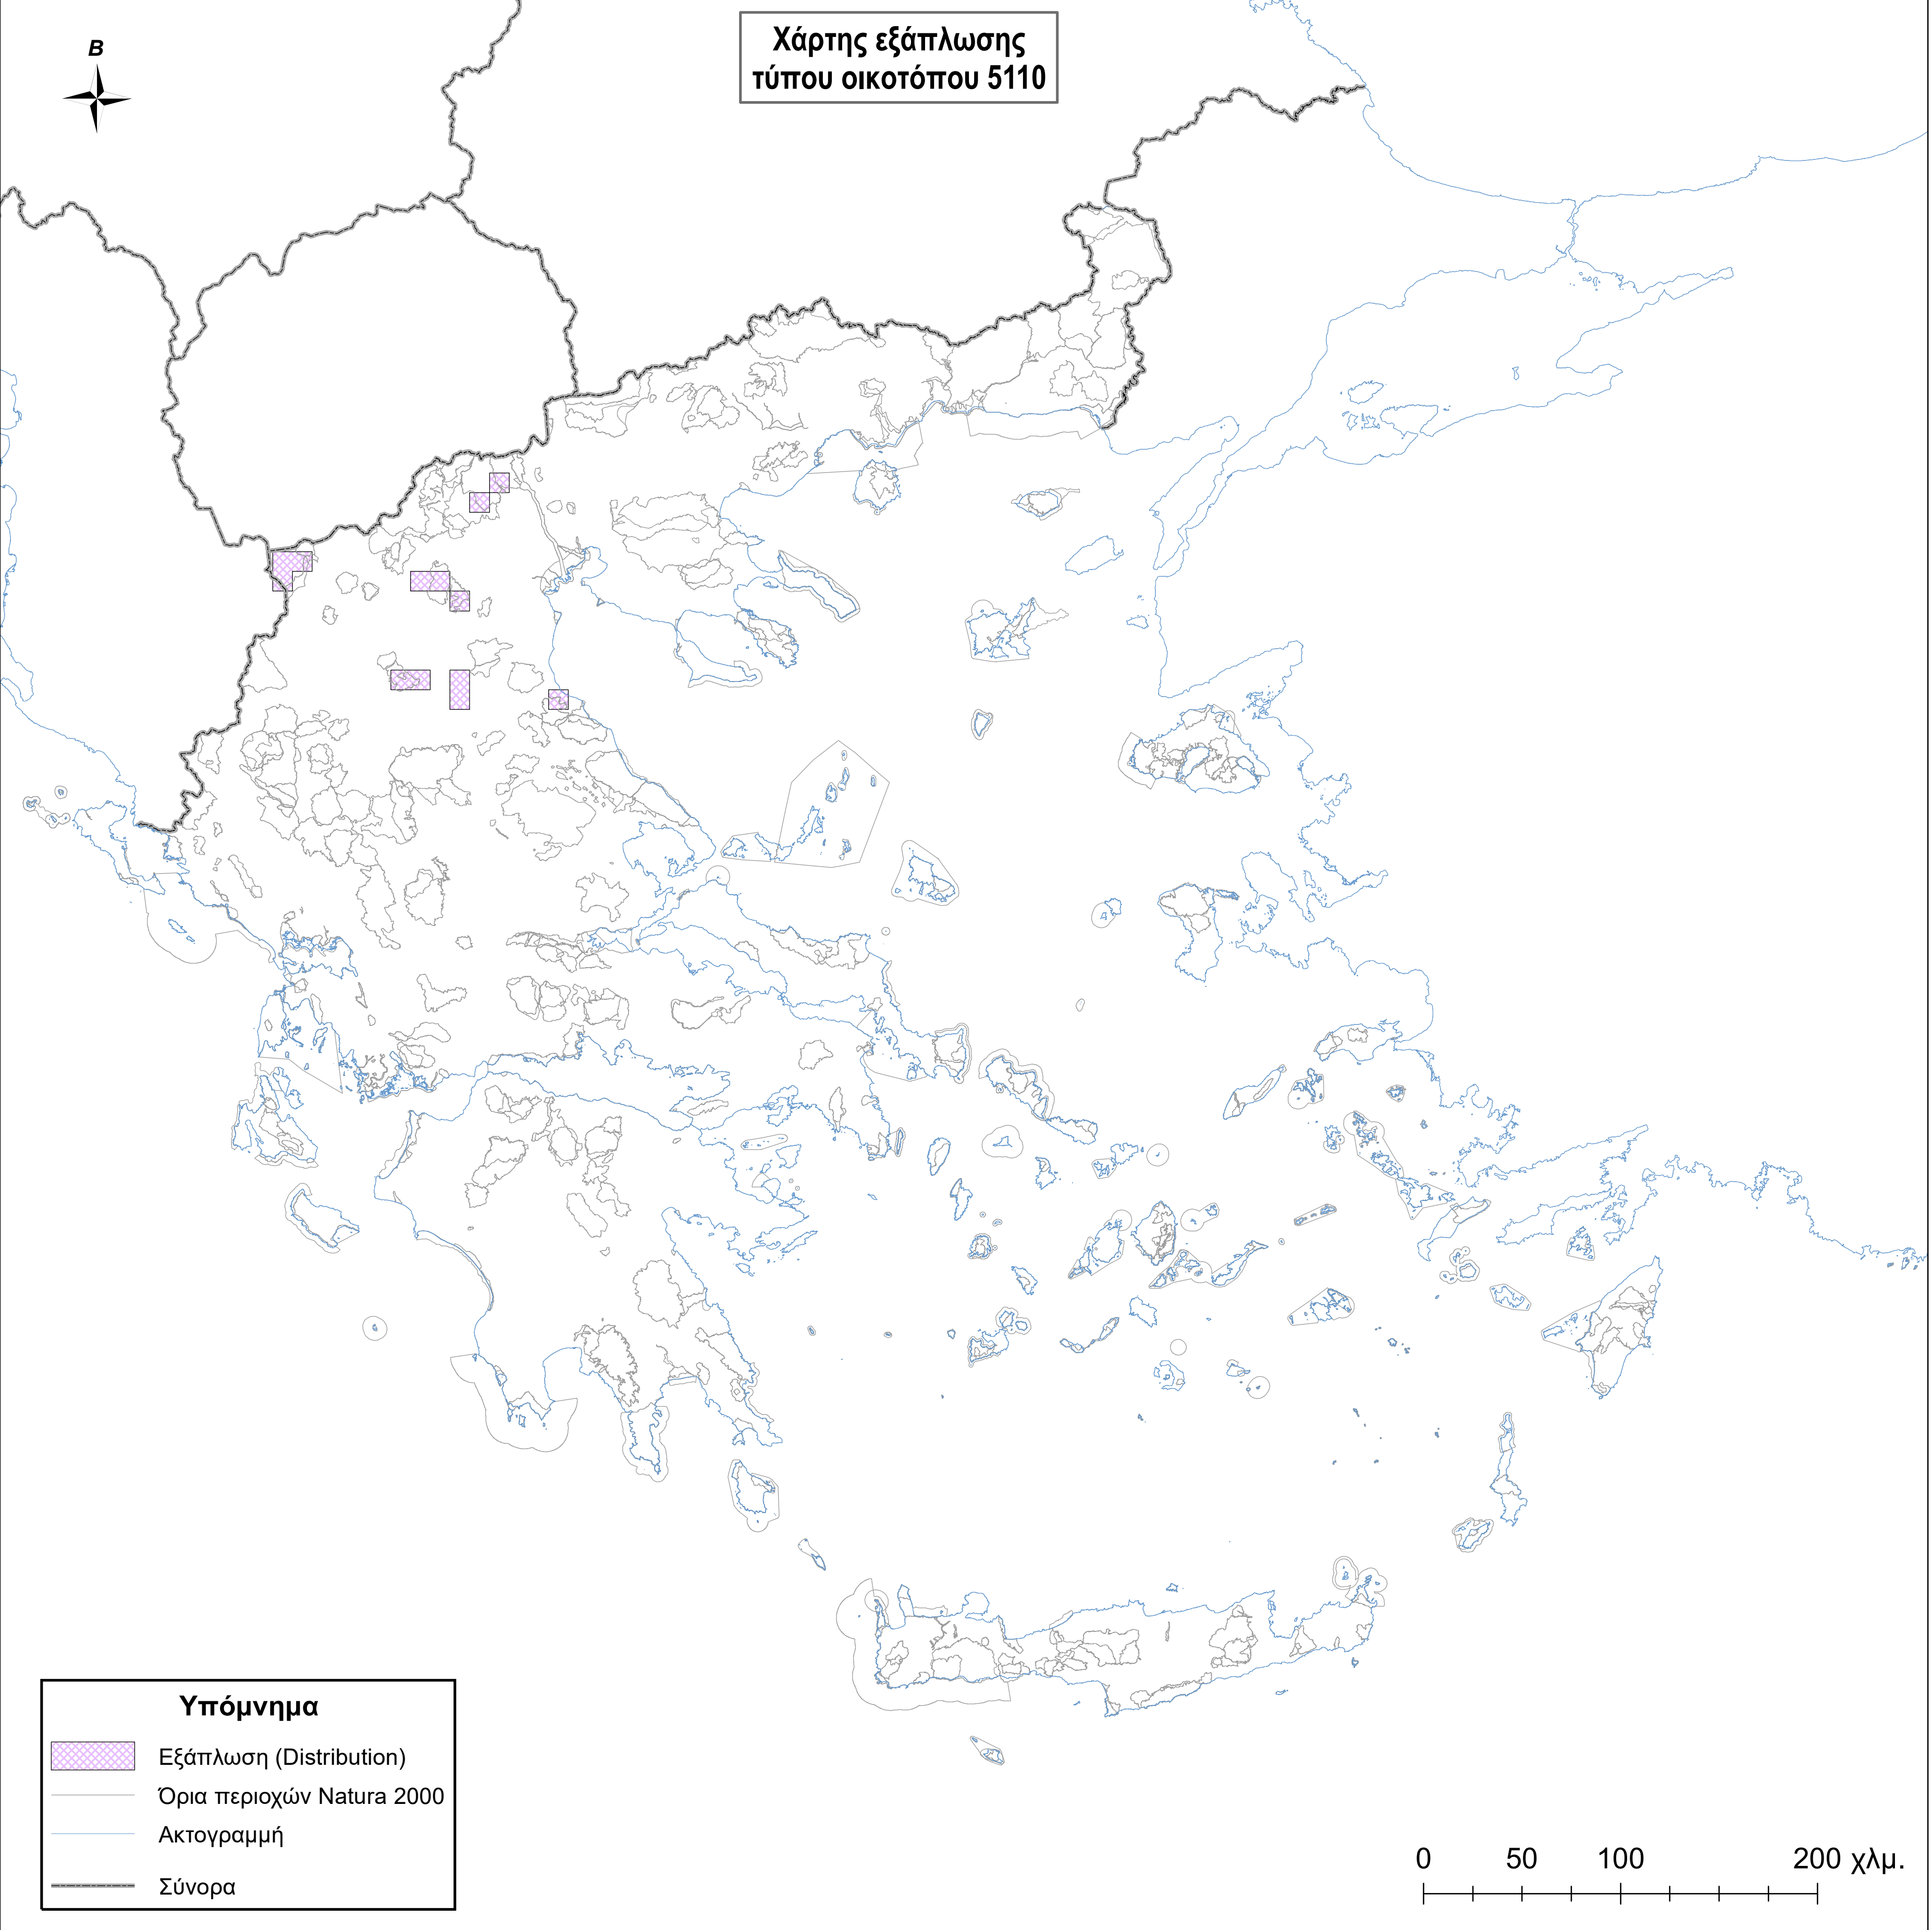 Χάρτης εξάπλωσης
τύπου οικοτόπου 5110
Β
Υπόμνημα
Εξάπλωση (Distribution)
Όρια περιοχών Natura 2000
Ακτογραμμή
Σύνορα
0 50 100 200 χλμ.